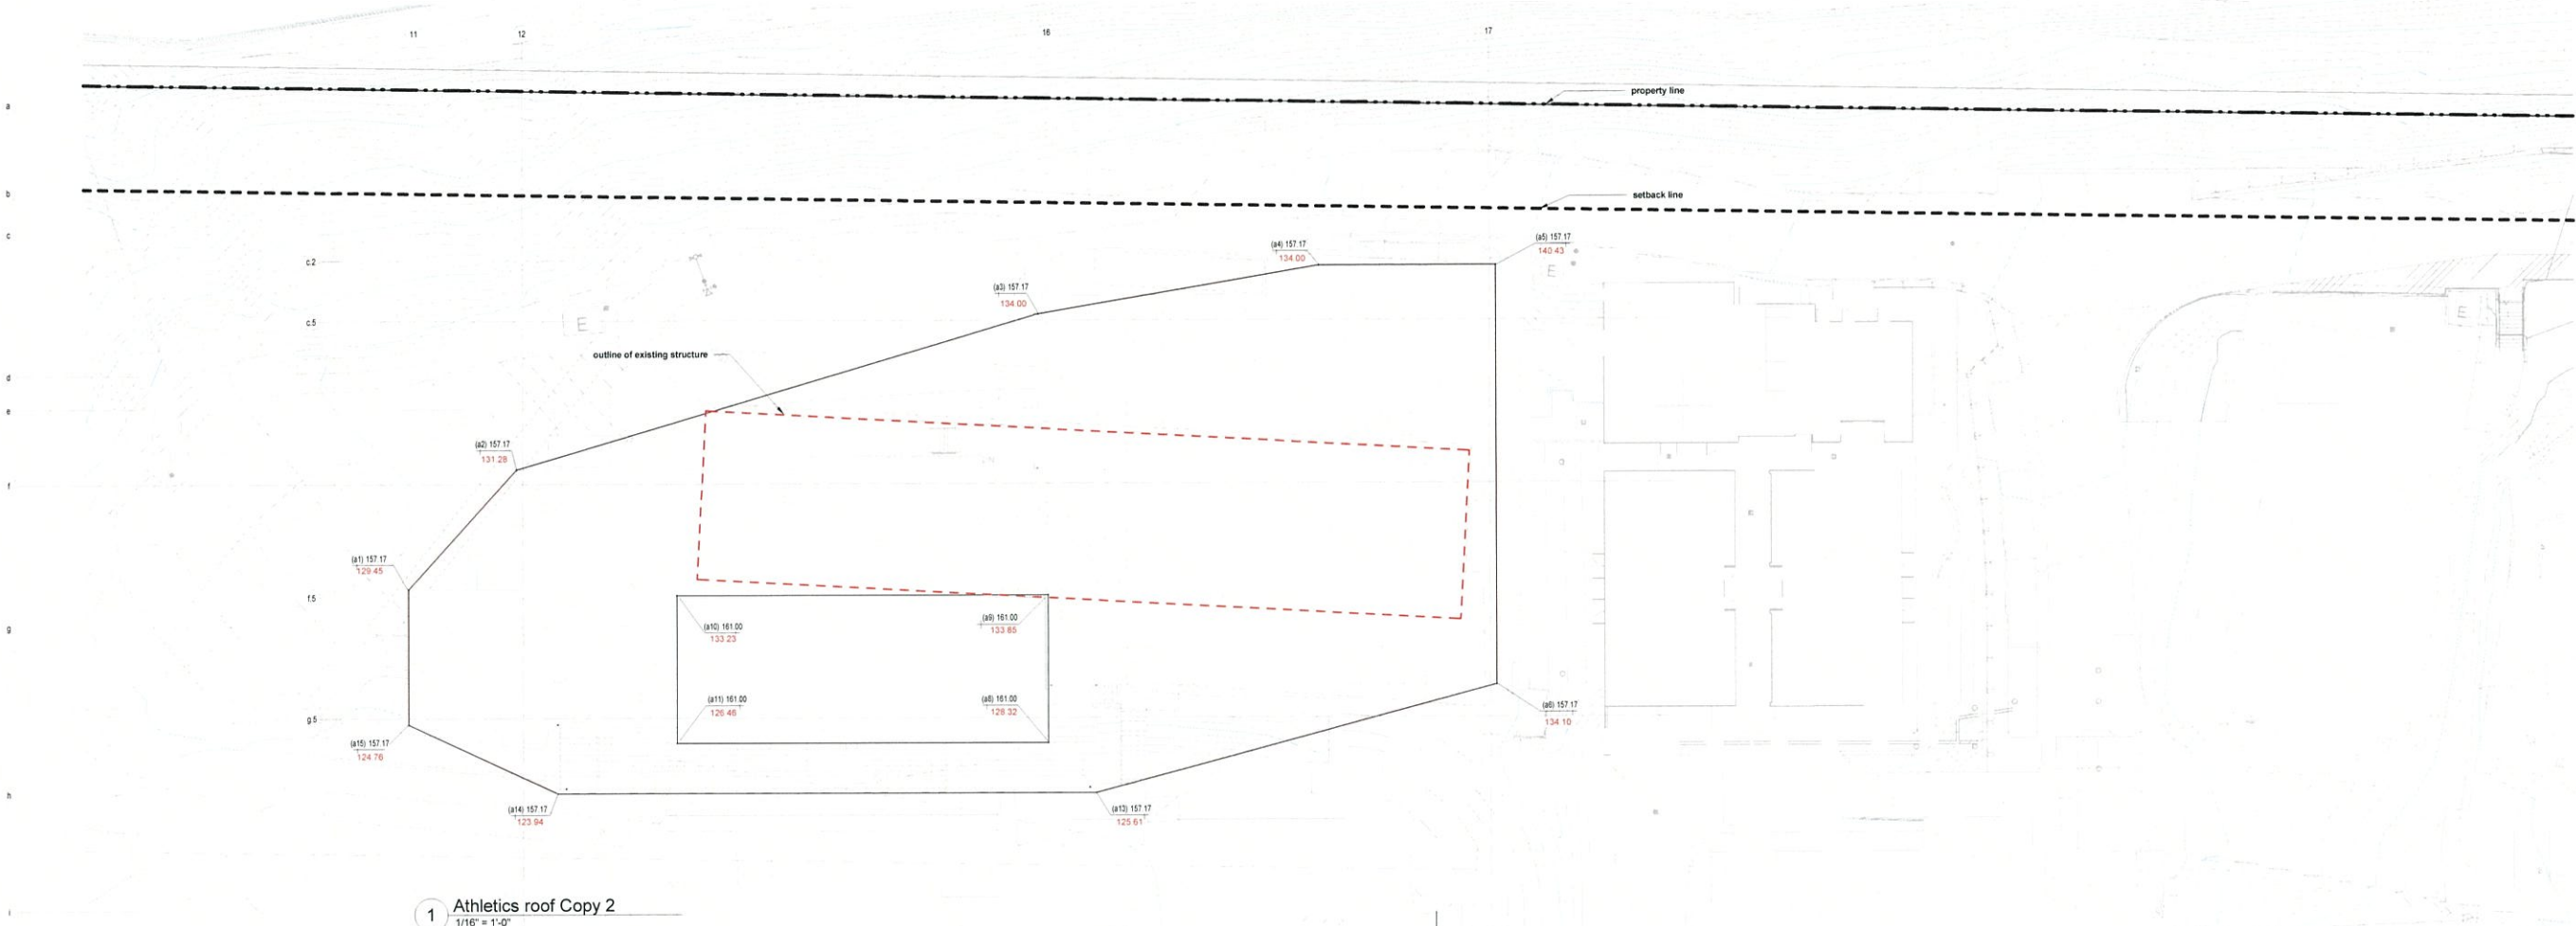 11 12 16 17
a
property line
b
setback line
c
(a4) 157.17
134.00
(a5) 157.17
140.43
c.2
E
(a3) 157.17
134.00
c.5
E
E
outline of existing structure
d
e
(a2) 157.17
131.28
f
(a1) 157.17
129.45
f.5
g
(a10) 161.00
133.23
(a9) 161.00
133.85
(a11) 161.00
126.46
(a8) 161.00
128.32
(a6) 157.17
134.10
g.5
(a15) 157.17
124.76
h
(a14) 157.17
123.94
(a13) 157.17
125.61
i
1 Athletics roof Copy 2
1/16" = 1'-0"